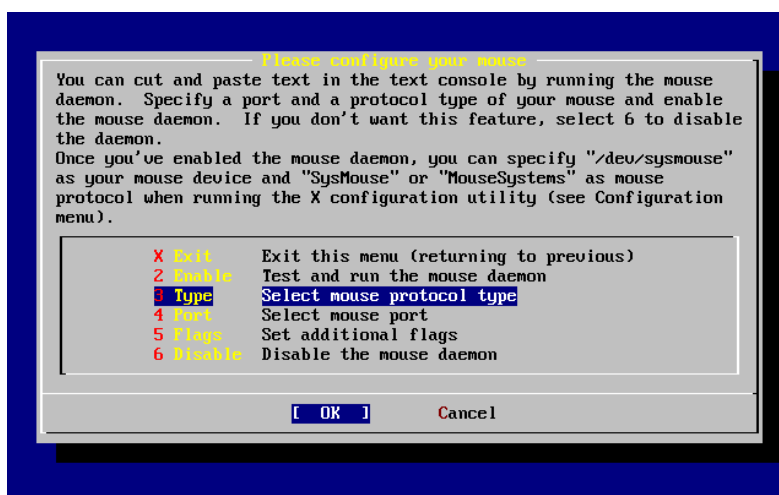 Please configure your mouse
You can cut and paste text in the text console by running the mouse
daemon.  Specify a port and a protocol type of your mouse and enable
the mouse daemon.  If you don't want this feature, select 6 to disable
the daemon.
Once you've enabled the mouse daemon, you can specify "/dev/sysmouse"
as your mouse device and "SysMouse" or "MouseSystems" as mouse
protocol when running the X configuration utility (see Configuration
menu).
X Exit Exit this menu (returning to previous)
2 Enable Test and run the mouse daemon
3 Type Select mouse protocol type
4 Port Select mouse port
5 Flags Set additional flags
6 Disable Disable the mouse daemon
[ OK ] Cancel